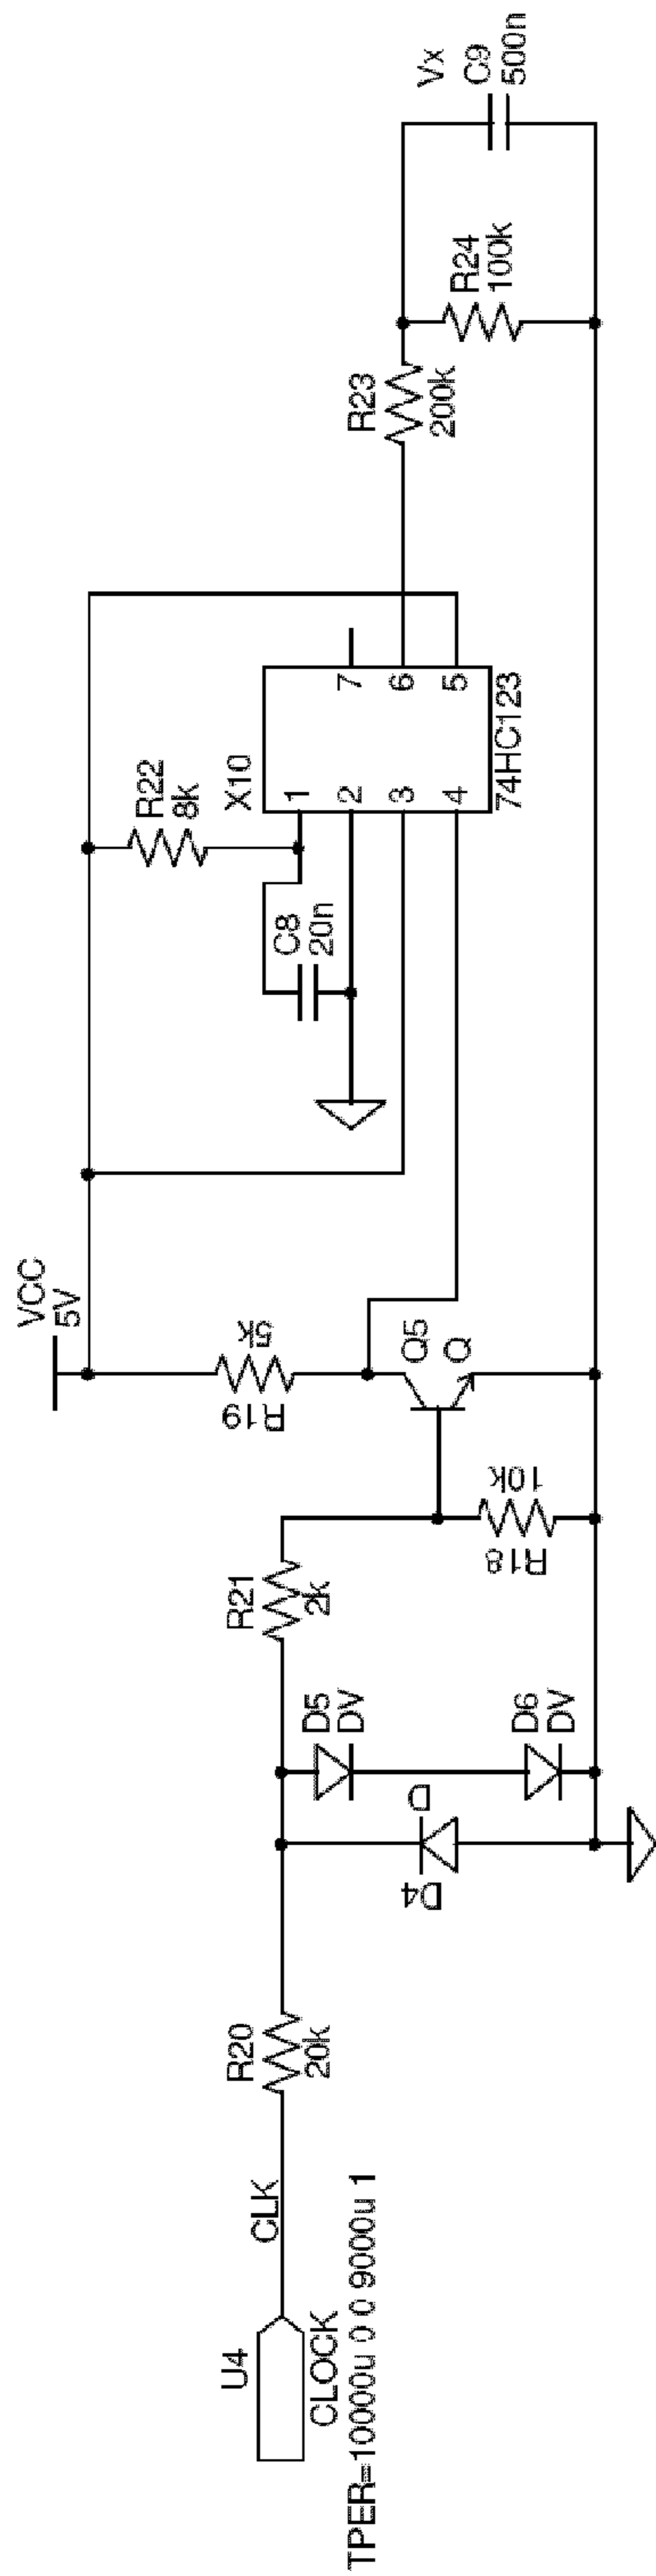 U4
CLOCK
TPER=10000u 0 0 9000u 1
CLK
R20
20k
D4
D
D5
DV
D6
DV
R21
2k
R18
10k
VCC
5V
R19
5k
Q5
Q
C8
20n
R22
8k
X10
1
2
3
4
7
6
5
74HC123
R23
200k
R24
100k
Vx
C9
500n